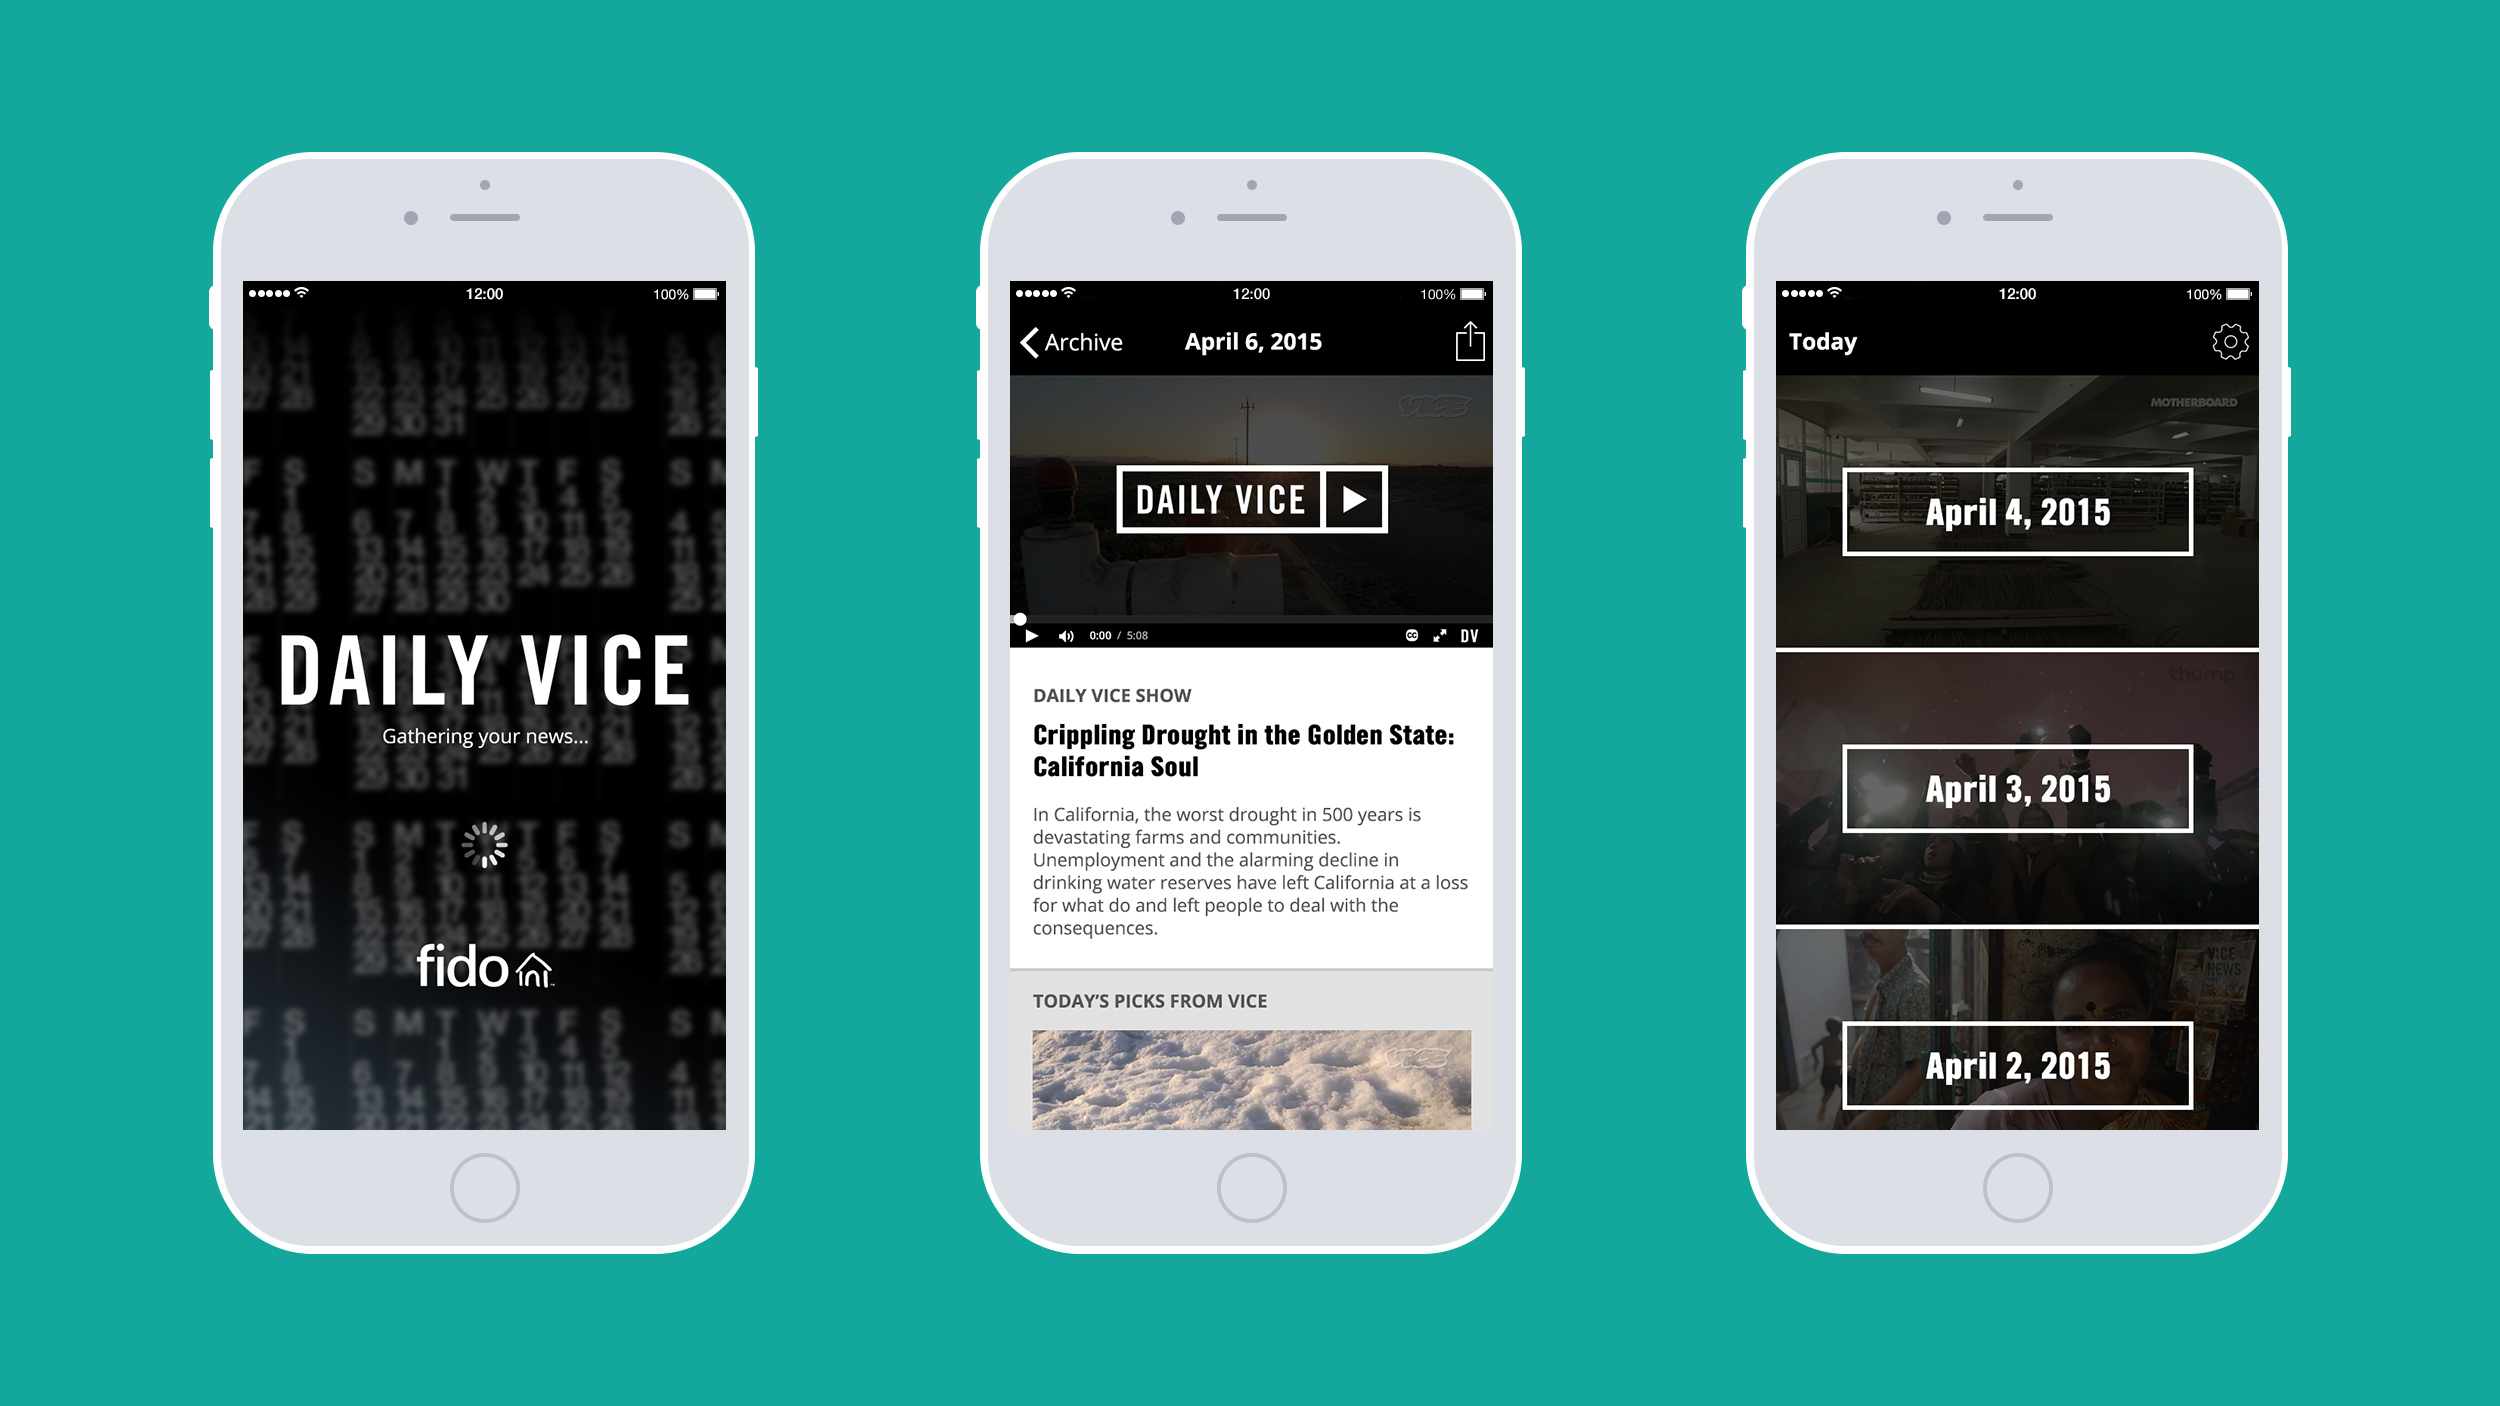 12:00
100%
DAILY VICE
Gathering your news...
fido
12:00
100%
Archive
April 6, 2015
VICE
DAILY VICE
0:00 / 5:08
CC
DV
DAILY VICE SHOW
Crippling Drought in the Golden State:
California Soul
In California, the worst drought in 500 years is
devastating farms and communities.
Unemployment and the alarming decline in
drinking water reserves have left California at a loss
for what do and left people to deal with the
consequences.
TODAY'S PICKS FROM VICE
VICE
12:00
100%
Today
MOTHERBOARD
April 4, 2015
thump
April 3, 2015
VICE
NEWS
April 2, 2015